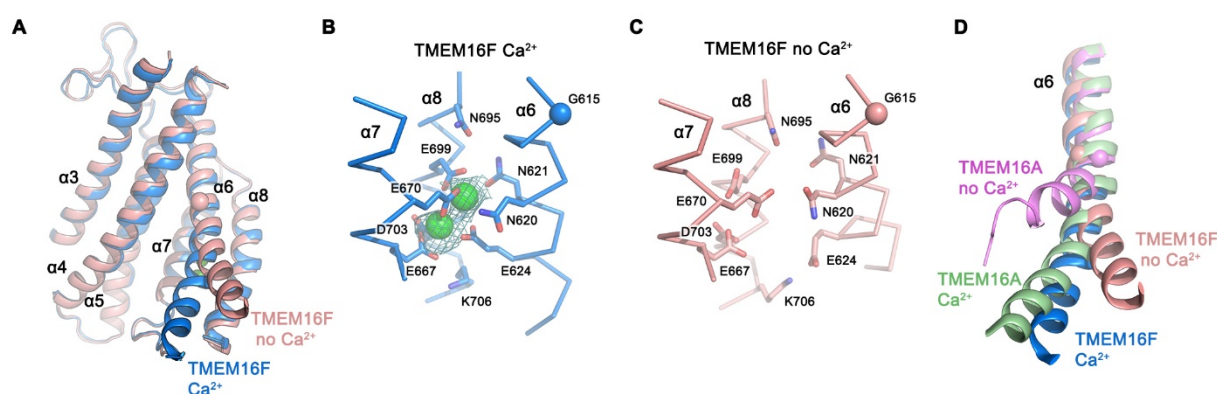 A
α3
α4
α5
α7
α6
α8
TMEM16F
no Ca²⁺
TMEM16F
Ca²⁺
B
TMEM16F Ca²⁺
α8
α6
G615
α7
N695
E699
N621
E670
N620
D703
E667
E624
K706
C
TMEM16F no Ca²⁺
α8
α6
G615
α7
N695
E699
N621
E670
N620
D703
E667
E624
K706
D
α6
TMEM16A
no Ca²⁺
TMEM16F
no Ca²⁺
TMEM16A
Ca²⁺
TMEM16F
Ca²⁺